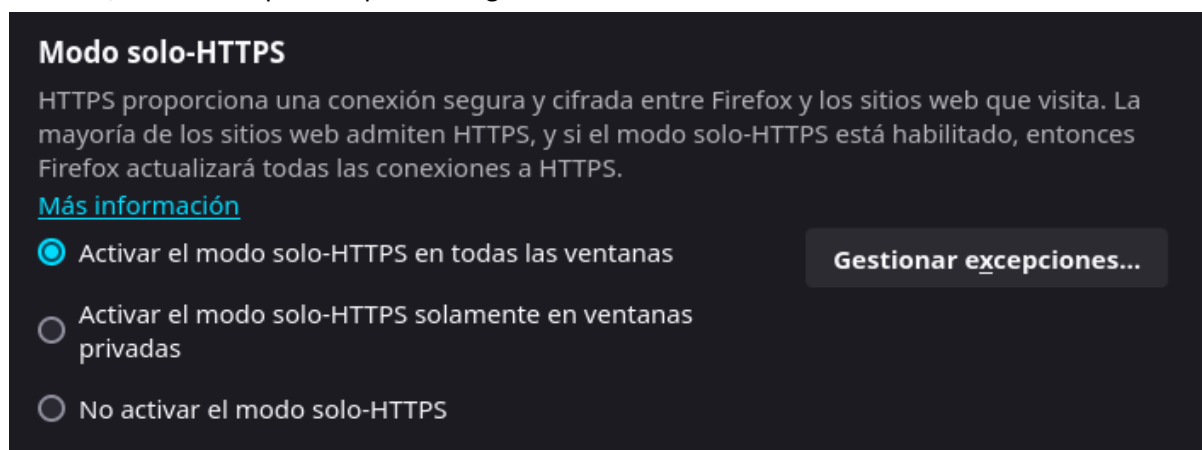 Modo solo-HTTPS
HTTPS proporciona una conexión segura y cifrada entre Firefox y los sitios web que visita. La
mayoría de los sitios web admiten HTTPS, y si el modo solo-HTTPS está habilitado, entonces
Firefox actualizará todas las conexiones a HTTPS.
Más información
Activar el modo solo-HTTPS en todas las ventanas
Gestionar excepciones...
Activar el modo solo-HTTPS solamente en ventanas
privadas
No activar el modo solo-HTTPS